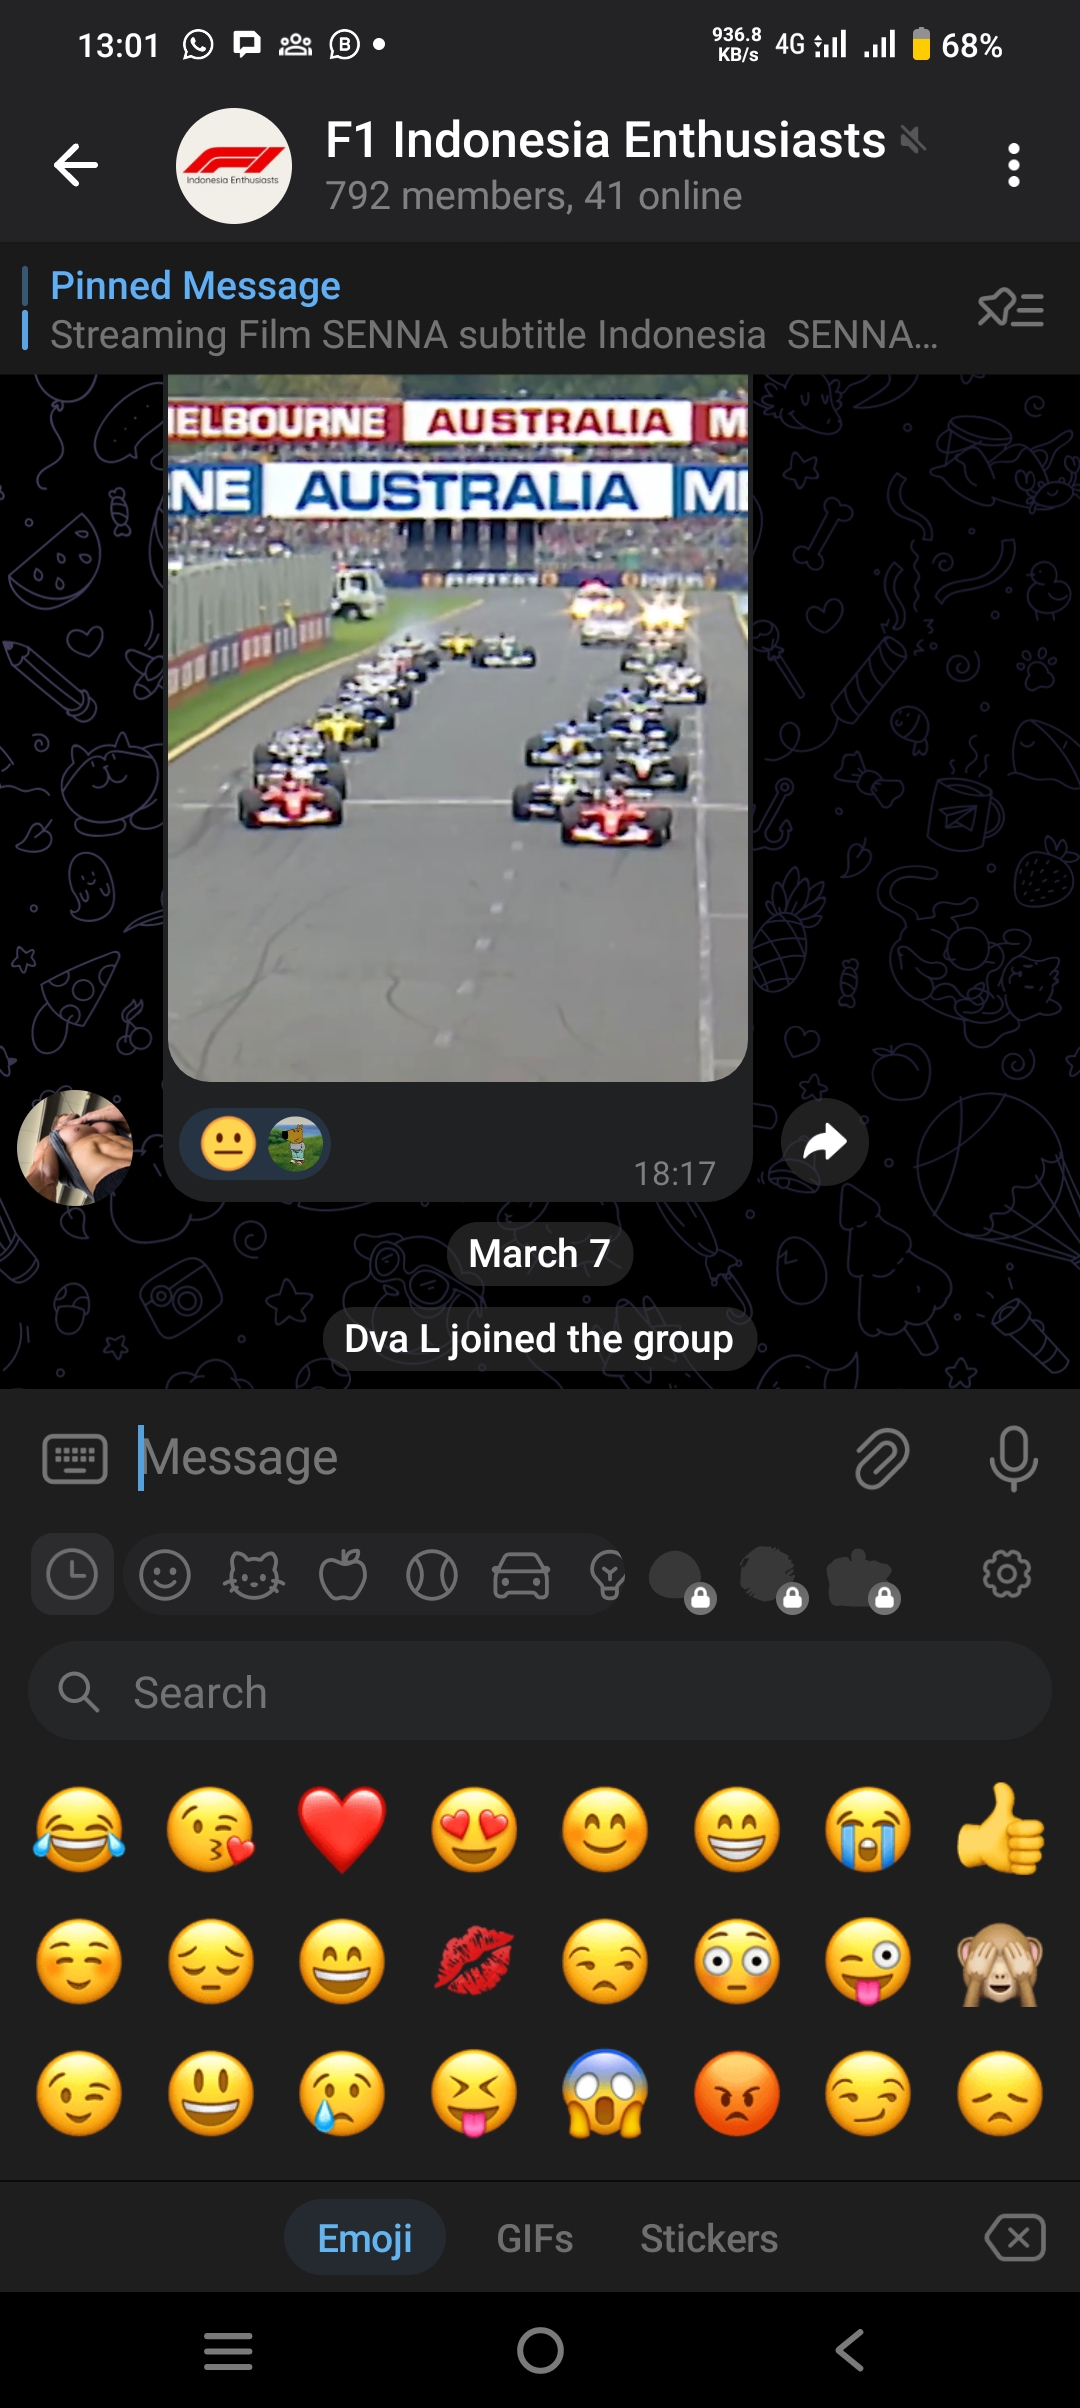 13:01
936.8
KB/s
4G
68%
F1 Indonesia Enthusiasts
Indonesia Enthusiasts
792 members, 41 online
Pinned Message
Streaming Film SENNA subtitle Indonesia SENNA...
ELBOURNE AUSTRALIA M
NE AUSTRALIA M
18:17
March 7
Dva L joined the group
Message
Search
Emoji
GIFs
Stickers